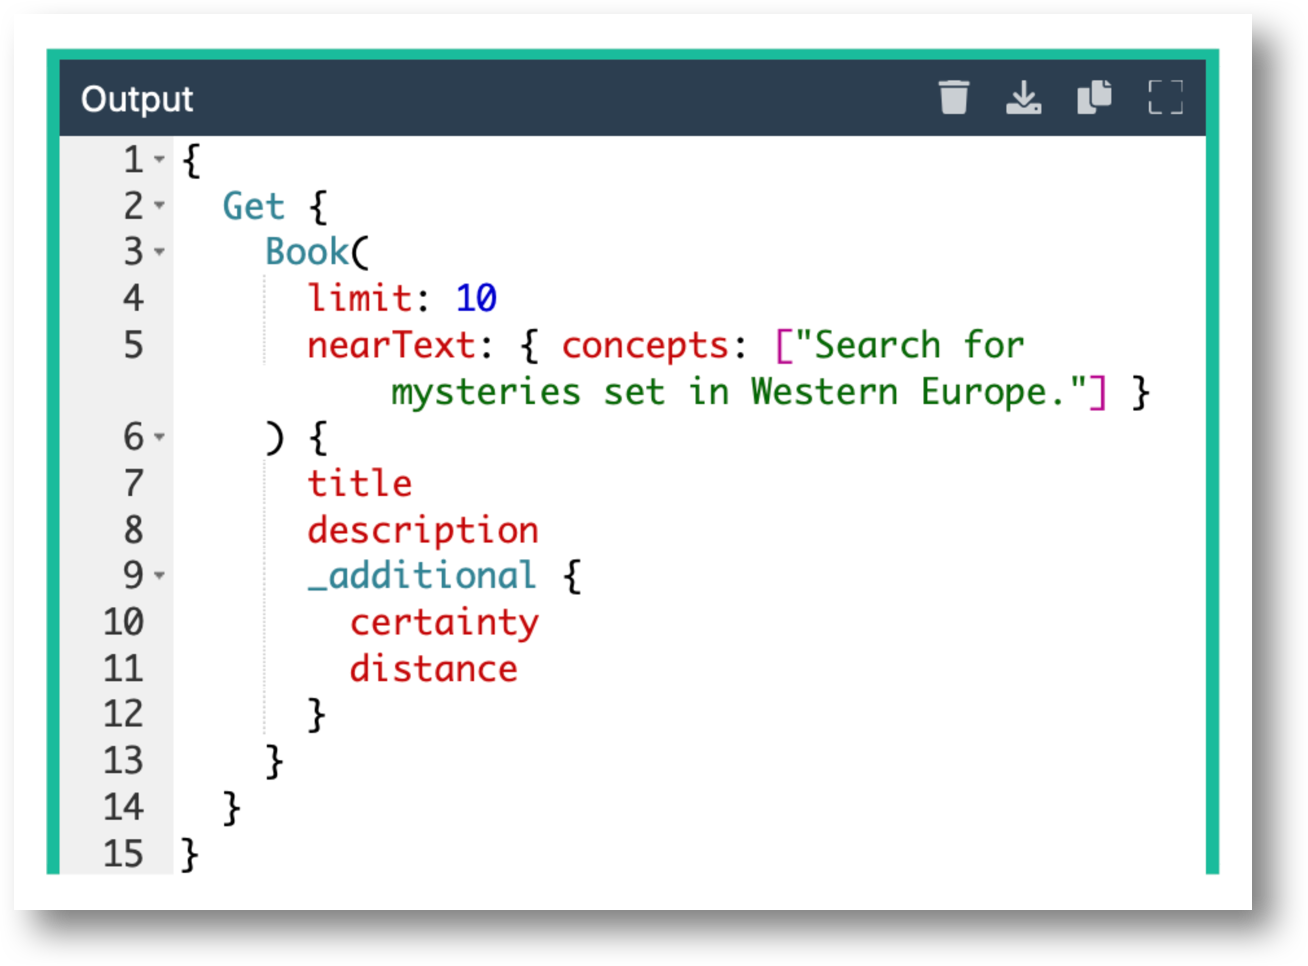 Output
1 {
2 Get {
3 Book(
4 limit: 10
5 nearText: { concepts: ["Search for
mysteries set in Western Europe."] }
6 ) {
7 title
8 description
9 _additional {
10 certainty
11 distance
12 }
13 }
14 }
15 }